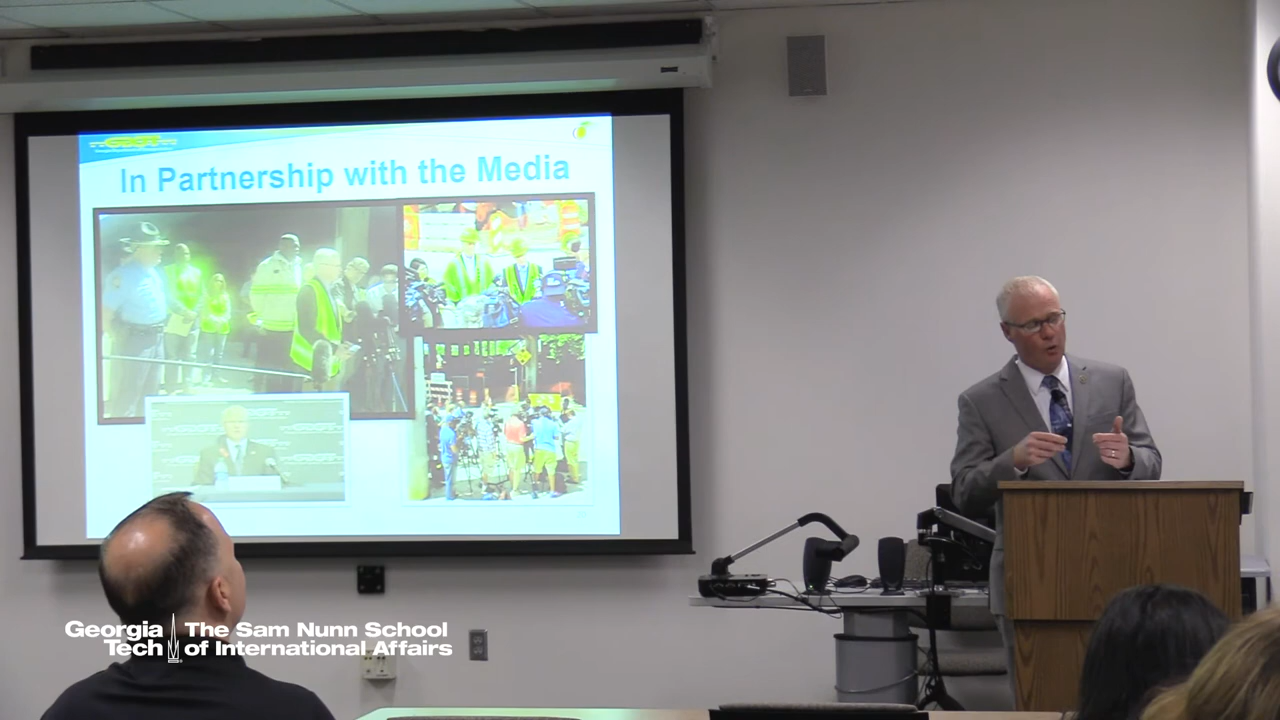 In Partnership with the Media
Georgia Tech
The Sam Nunn School
of International Affairs